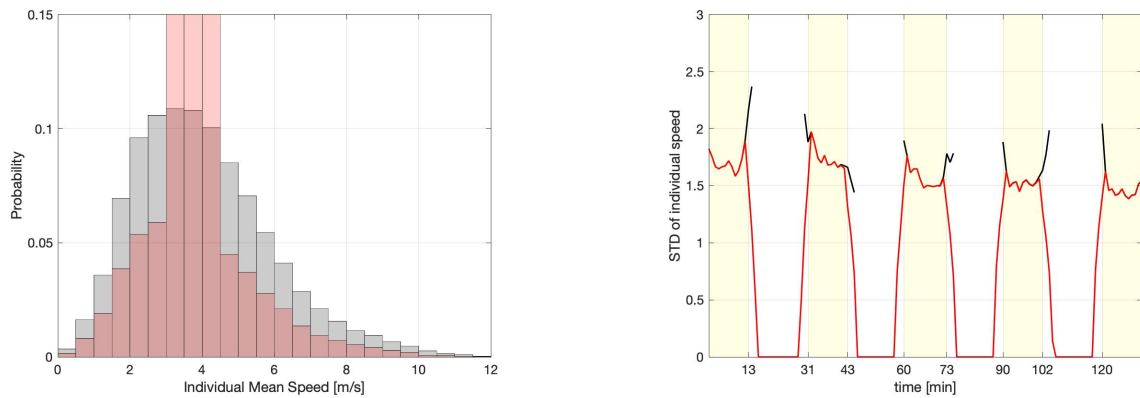 0.15
0.1
0.05
0
Probability
0 2 4 6 8 10 12
Individual Mean Speed [m/s]
3
2.5
2
1.5
1
0.5
0
STD of individual speed
13 31 43 60 73 90 102 120
time [min]